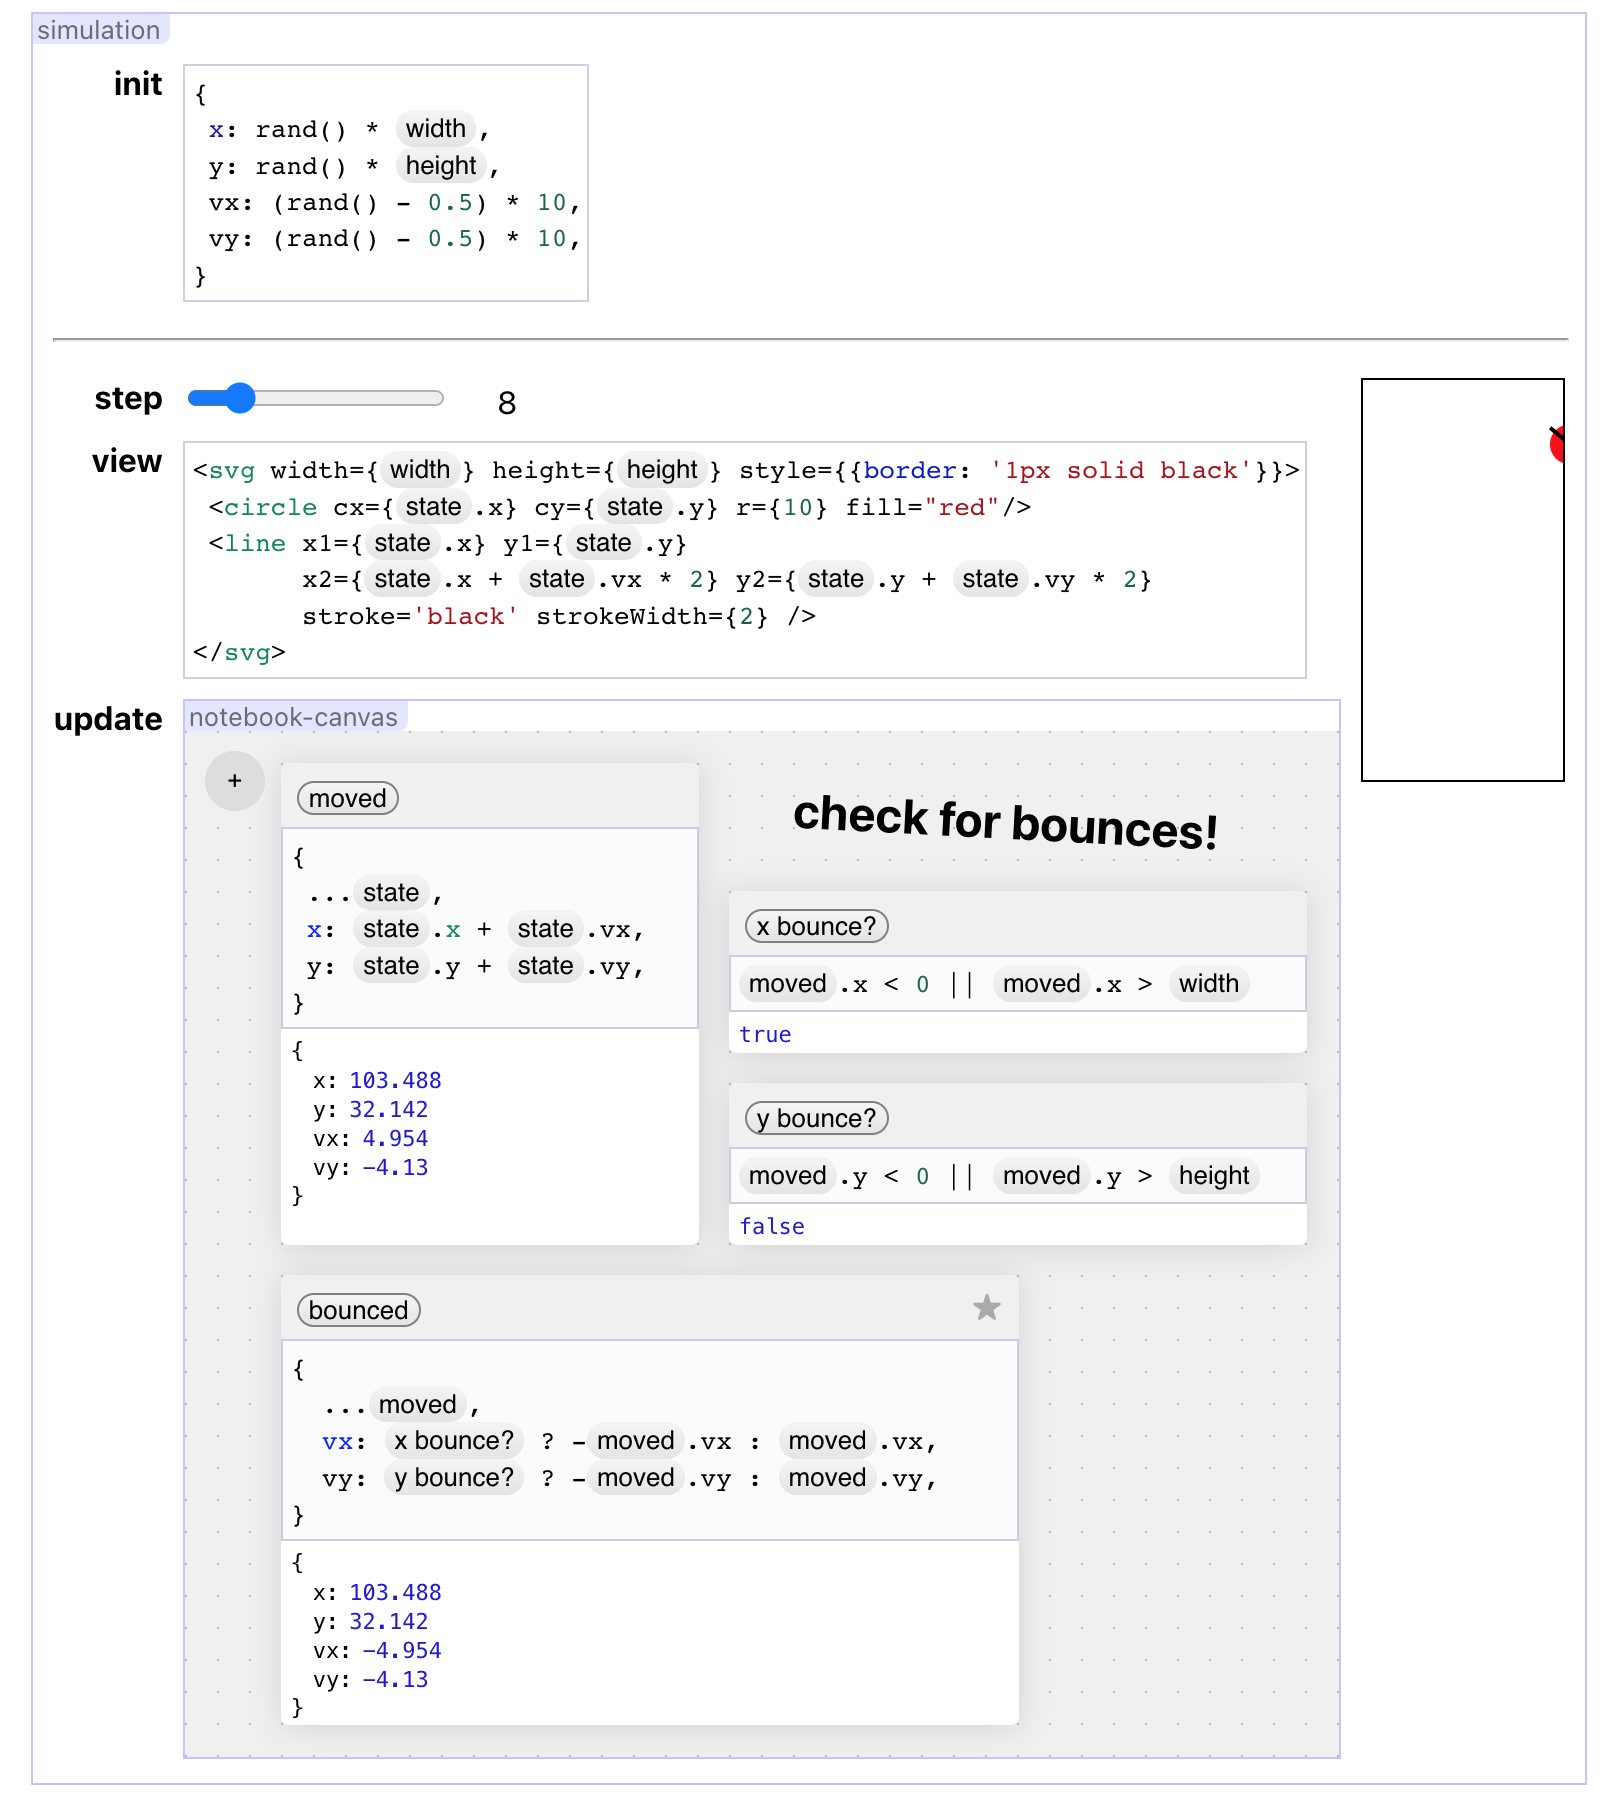 simulation
init
{
x: rand() * width,
y: rand() * height,
vx: (rand() - 0.5) * 10,
vy: (rand() - 0.5) * 10,
}
step 8
view
<svg width={width} height={height} style={{border: '1px solid black'}}>
<circle cx={state.x} cy={state.y} r={10} fill="red"/>
<line x1={state.x} y1={state.y}
x2={state.x + state.vx * 2} y2={state.y + state.vy * 2}
stroke='black' strokeWidth={2} />
</svg>
update
notebook-canvas
+
moved
{
...state,
x: state.x + state.vx,
y: state.y + state.vy,
}
{
x: 103.488
y: 32.142
vx: 4.954
vy: -4.13
}
check for bounces!
x bounce?
moved.x < 0 || moved.x > width
true
y bounce?
moved.y < 0 || moved.y > height
false
bounced
{
...moved,
vx: x bounce? ? -moved.vx : moved.vx,
vy: y bounce? ? -moved.vy : moved.vy,
}
{
x: 103.488
y: 32.142
vx: -4.954
vy: -4.13
}